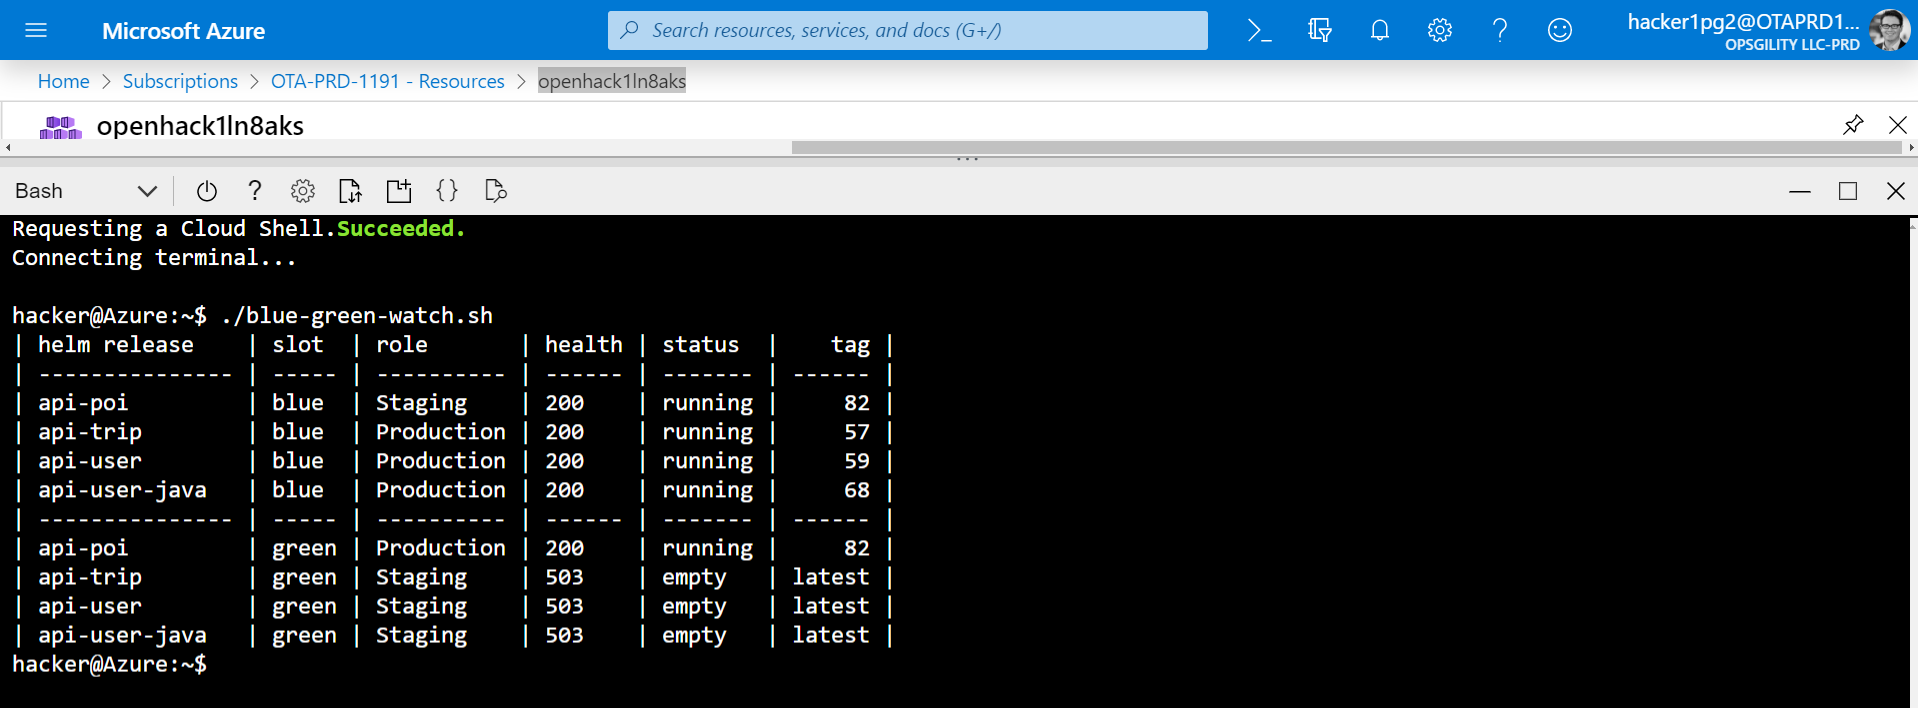 Microsoft Azure
Search resources, services, and docs (G+/)
hacker1pg2@OTAPRD1...
OPSGILITY LLC-PRD
Home > Subscriptions > OTA-PRD-1191 - Resources > openhack1ln8aks
openhack1ln8aks
Bash
Requesting a Cloud Shell.Succeeded.
Connecting terminal...
hacker@Azure:~$ ./blue-green-watch.sh
| helm release    | slot  | role       | health | status  |    tag |
| --------------- | ----- | ---------- | ------ | ------- | ------ |
| api-poi         | blue  | Staging    | 200    | running |     82 |
| api-trip        | blue  | Production | 200    | running |     57 |
| api-user        | blue  | Production | 200    | running |     59 |
| api-user-java   | blue  | Production | 200    | running |     68 |
| --------------- | ----- | ---------- | ------ | ------- | ------ |
| api-poi         | green | Production | 200    | running |     82 |
| api-trip        | green | Staging    | 503    | empty   | latest |
| api-user        | green | Staging    | 503    | empty   | latest |
| api-user-java   | green | Staging    | 503    | empty   | latest |
hacker@Azure:~$